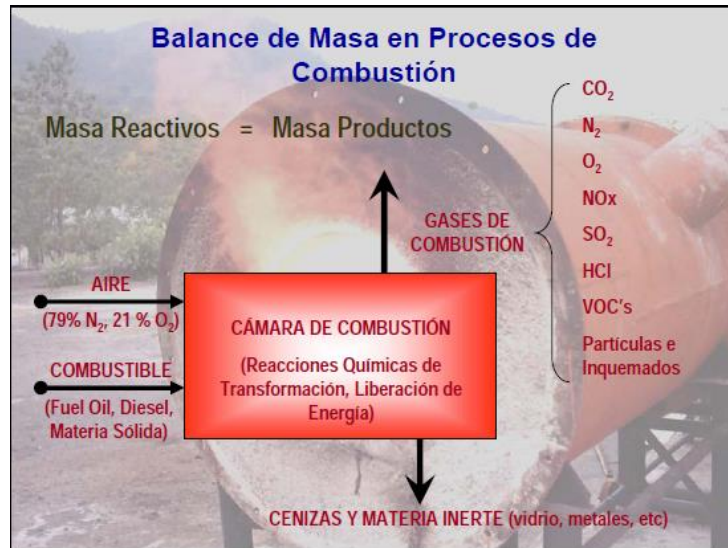 Balance de Masa en Procesos de
Combustión
Masa Reactivos = Masa Productos
GASES DE
COMBUSTIÓN
CO₂
N₂
O₂
NOx
SO₂
HCl
VOC's
Partículas e
Inquemados
AIRE
(79% N₂, 21 % O₂)
COMBUSTIBLE
(Fuel Oil, Diesel,
Materia Sólida)
CÁMARA DE COMBUSTIÓN
(Reacciones Químicas de
Transformación, Liberación de
Energía)
CENIZAS Y MATERIA INERTE (vidrio, metales, etc)